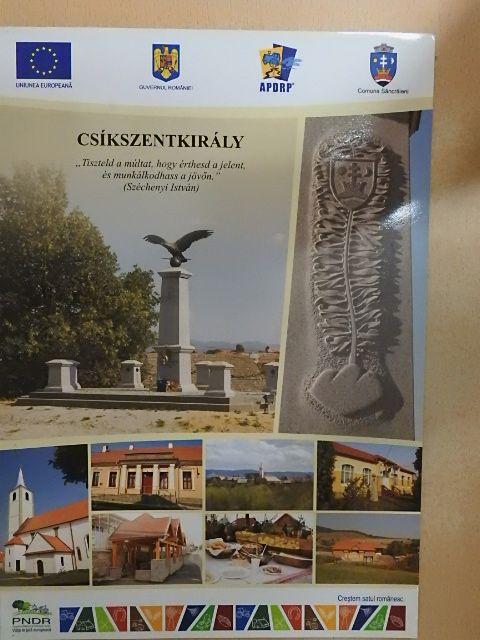 UNIUNEA EUROPEANĂ
GUVERNUL ROMÂNIEI
APDRP
Comuna Sâncrăieni
CSÍKSZENTKIRÁLY
„Tiszteld a múltat, hogy érthesd a jelent,
és munkálkodhass a jövőn.”
(Széchenyi István)
Creștem satul românesc.
PNDR